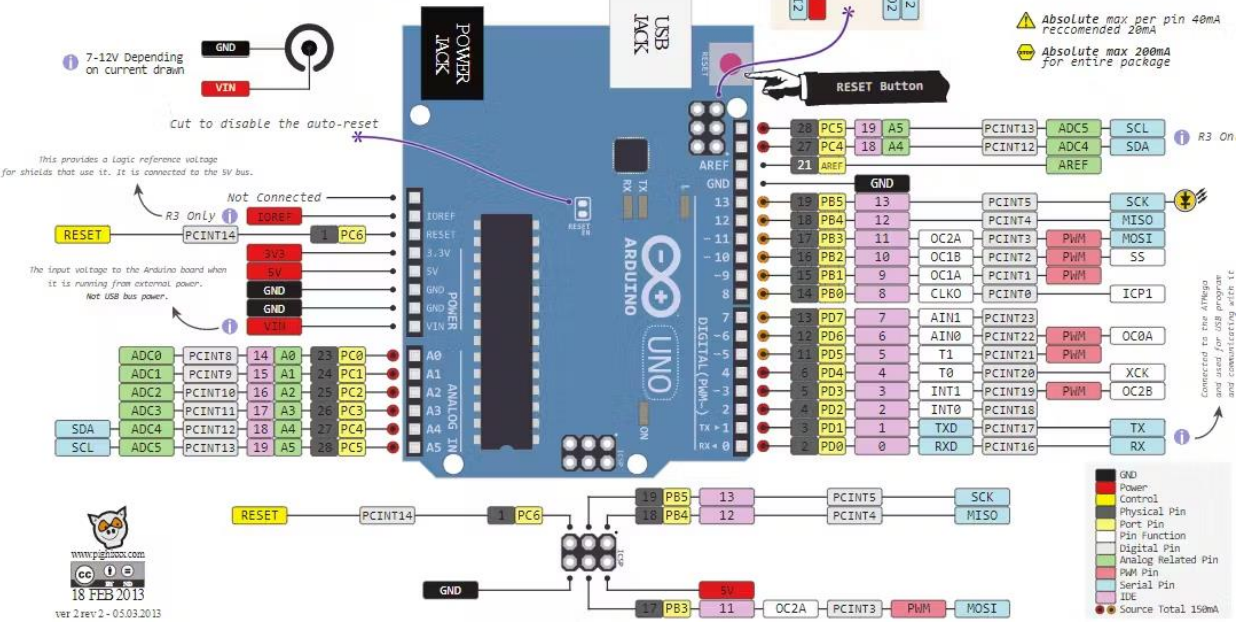 GND
7-12V Depending
on current drawn
VIN
POWER
JACK
USB
JACK
RESET
RESET Button
Absolute max per pin 40mA
reccomended 20mA
Absolute max 200mA
for entire package
Cut to disable the auto-reset
This provides a Logic reference voltage
for shields that use it. It is connected to the 5V bus.
Not Connected
R3 Only IOREF
RESET PCINT14 1 PC6
3V3
The input voltage to the Arduino board when
it is running from external power.
Not USB bus power.
5V
GND
GND
VIN
ADC0 PCINT8 14 A0 23 PC0
ADC1 PCINT9 15 A1 24 PC1
ADC2 PCINT10 16 A2 25 PC2
ADC3 PCINT11 17 A3 26 PC3
SDA ADC4 PCINT12 18 A4 27 PC4
SCL ADC5 PCINT13 19 A5 28 PC5
IOREF
RESET
3.3V
5V
GND
GND
VIN
POWER
A0
A1
A2
A3
A4
A5
ANALOG IN
RX
TX
L
RESET
EN
ARDUINO
UNO
ON
ICSP
AREF
GND
13
12
~11
~10
~9
8
7
~6
~5
4
~3
2
TX ▸ 1
RX ◂ 0
DIGITAL(PWM~)
28 PC5 19 A5 PCINT13 ADC5 SCL
R3 On
27 PC4 18 A4 PCINT12 ADC4 SDA
21 AREF AREF
GND
19 PB5 13 PCINT5 SCK
18 PB4 12 PCINT4 MISO
17 PB3 11 OC2A PCINT3 PWM MOSI
16 PB2 10 OC1B PCINT2 PWM SS
15 PB1 9 OC1A PCINT1 PWM
14 PB0 8 CLKO PCINT0 ICP1
13 PD7 7 AIN1 PCINT23
12 PD6 6 AIN0 PCINT22 PWM OC0A
11 PD5 5 T1 PCINT21 PWM
6 PD4 4 T0 PCINT20 XCK
5 PD3 3 INT1 PCINT19 PWM OC2B
4 PD2 2 INT0 PCINT18
3 PD1 1 TXD PCINT17 TX
2 PD0 0 RXD PCINT16 RX
Connected to the ATMega
and used for USB program
and communicating with it
RESET PCINT14 1 PC6
19 PB5 13 PCINT5 SCK
18 PB4 12 PCINT4 MISO
ICSP
GND
5V
17 PB3 11 OC2A PCINT3 PWM MOSI
GND
Power
Control
Physical Pin
Port Pin
Pin Function
Digital Pin
Analog Related Pin
PWM Pin
Serial Pin
IDE
Source Total 150mA
www.pighixxx.com
cc
BY ND
18 FEB 2013
ver 2 rev 2 - 05.03.2013